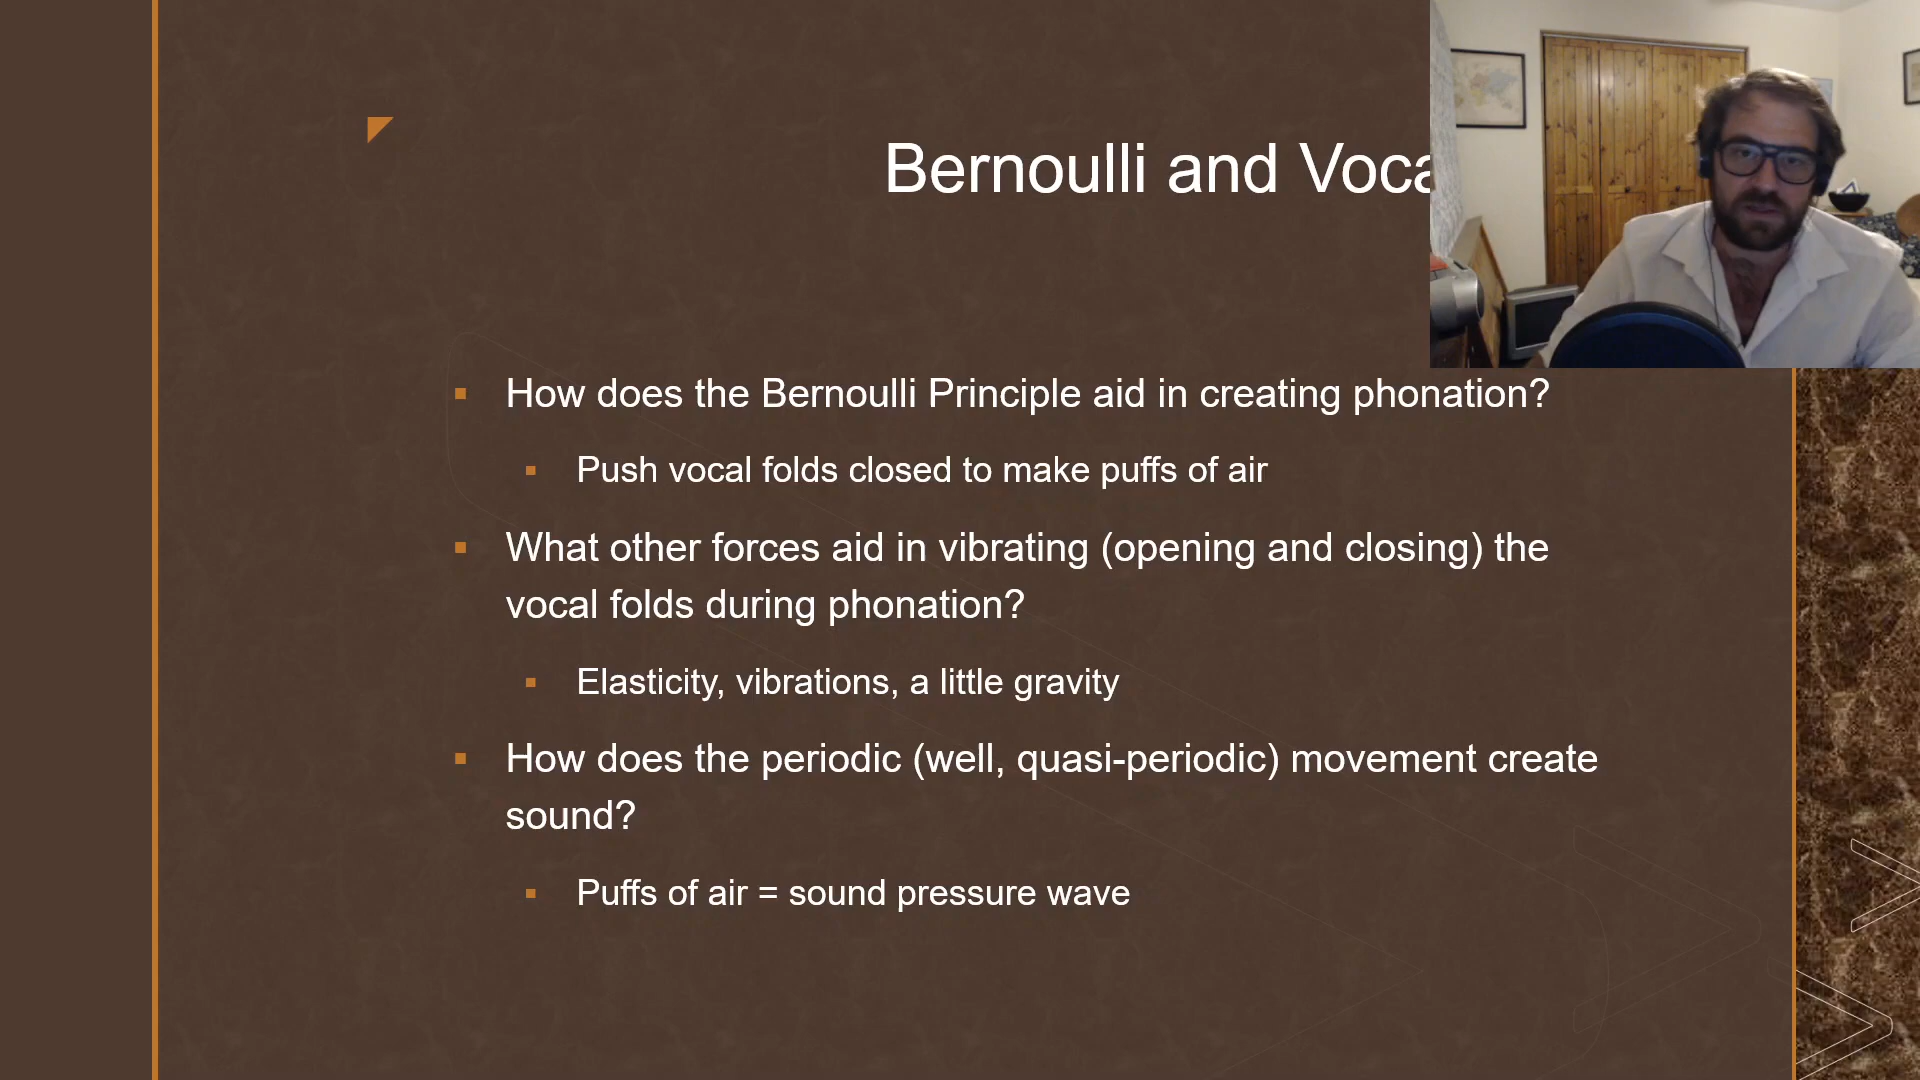 Bernoulli and Voca
How does the Bernoulli Principle aid in creating phonation?
Push vocal folds closed to make puffs of air
What other forces aid in vibrating (opening and closing) the
vocal folds during phonation?
Elasticity, vibrations, a little gravity
How does the periodic (well, quasi-periodic) movement create
sound?
Puffs of air = sound pressure wave